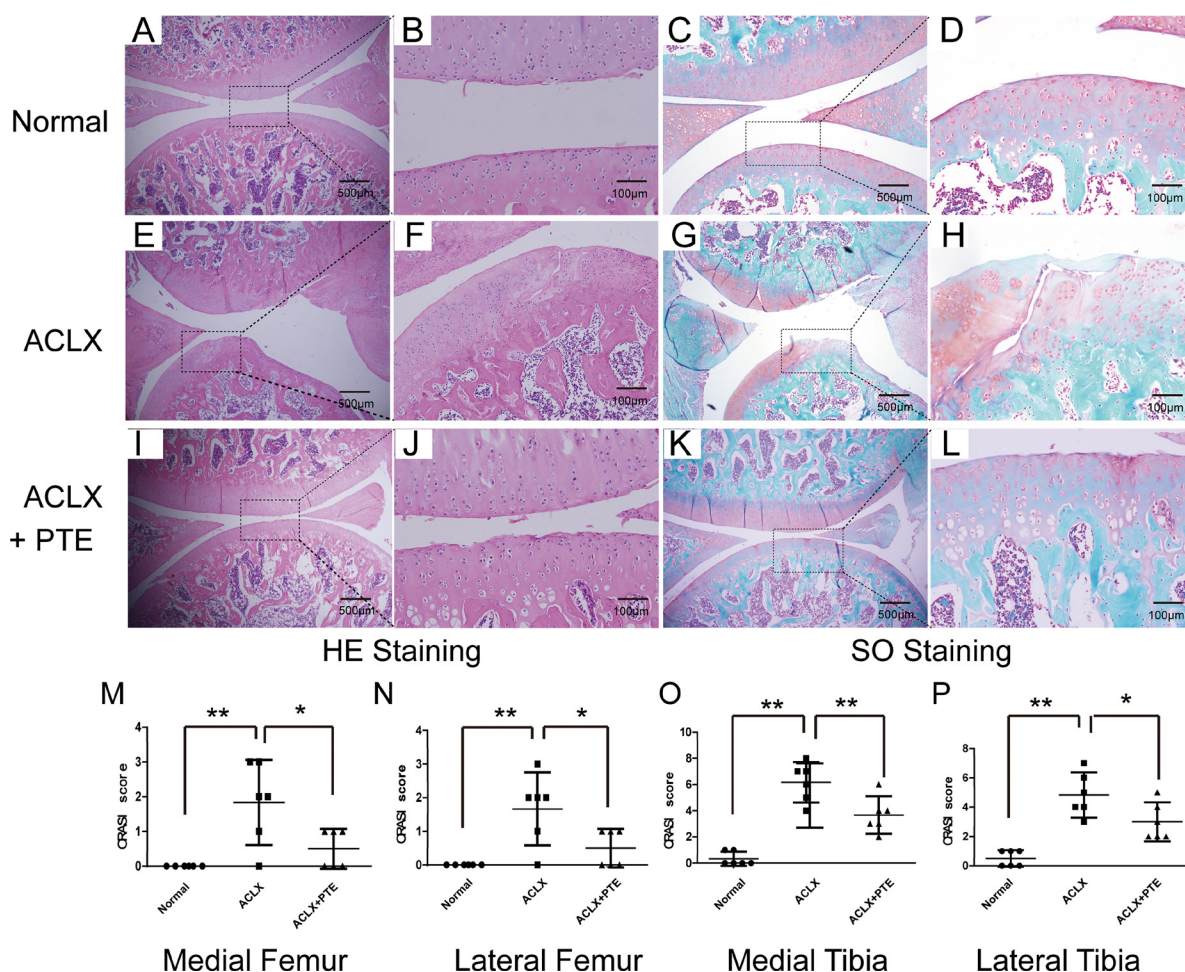 A B C D
Normal
500μm 100μm 500μm 100μm
E F G H
ACLX
500μm 100μm 500μm 100μm
I J K L
ACLX
+ PTE
500μm 100μm 500μm 100μm
HE Staining SO Staining
M N O P
** * ** * ** ** ** *
4 4 10 8
3 3 8 6
2 2 6 4
1 1 4 2
0 0 2 0
0
ORASI score ORASI score ORASI score ORASI score
Normal ACLX ACLX+PTE Normal ACLX ACLX+PTE Normal ACLX ACLX+PTE Normal ACLX ACLX+PTE
Medial Femur Lateral Femur Medial Tibia Lateral Tibia